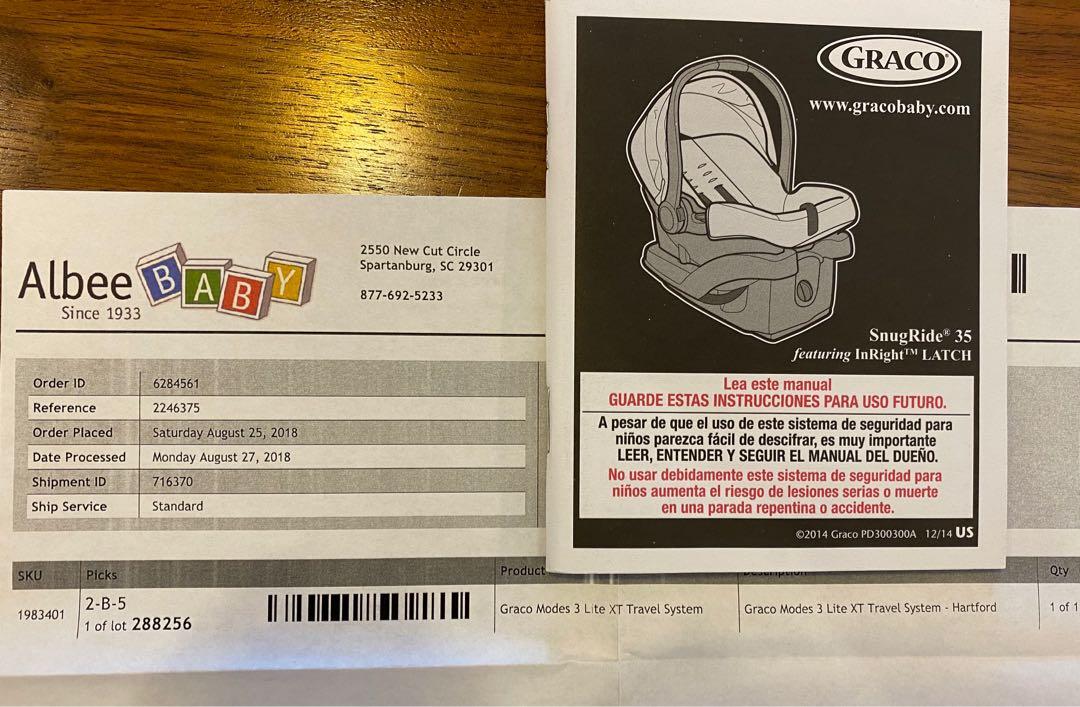 GRACO®
www.gracobaby.com
SnugRide® 35
featuring InRight™ LATCH
Lea este manual
GUARDE ESTAS INSTRUCCIONES PARA USO FUTURO.
A pesar de que el uso de este sistema de seguridad para
niños parezca fácil de descifrar, es muy importante
LEER, ENTENDER Y SEGUIR EL MANUAL DEL DUEÑO.
No usar debidamente este sistema de seguridad para
niños aumenta el riesgo de lesiones serias o muerte
en una parada repentina o accidente.
©2014 Graco PD300300A 12/14 US
Albee BABY
Since 1933
2550 New Cut Circle
Spartanburg, SC 29301
877-692-5233
Order ID 6284561
Reference 2246375
Order Placed Saturday August 25, 2018
Date Processed Monday August 27, 2018
Shipment ID 716370
Ship Service Standard
SKU Picks Product Qty
1983401 2-B-5 Graco Modes 3 Lite XT Travel System Graco Modes 3 Lite XT Travel System - Hartford 1 of 1
1 of lot 288256